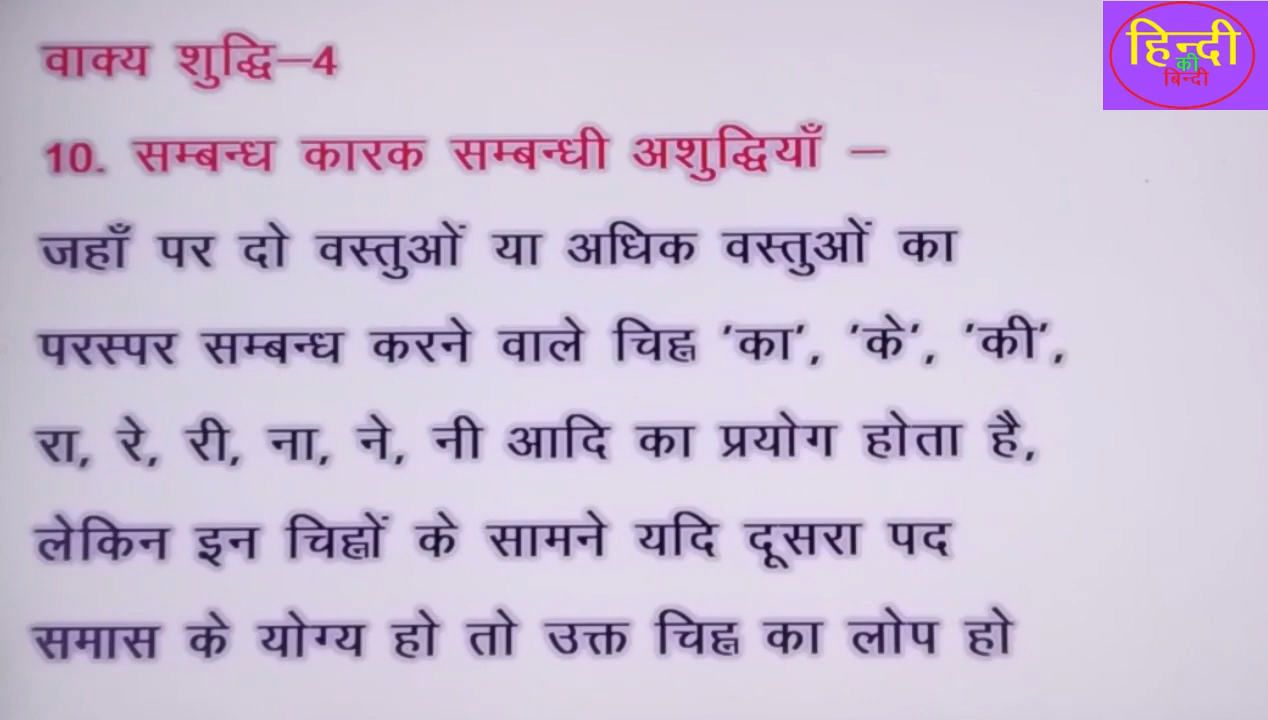 वाक्य शुद्धि–4
हिन्दी
की
बिन्दी
10. सम्बन्ध कारक सम्बन्धी अशुद्धियाँ –
जहाँ पर दो वस्तुओं या अधिक वस्तुओं का
परस्पर सम्बन्ध करने वाले चिह्न 'का', 'के', 'की',
रा, रे, री, ना, ने, नी आदि का प्रयोग होता है,
लेकिन इन चिह्नों के सामने यदि दूसरा पद
समास के योग्य हो तो उक्त चिह्न का लोप हो